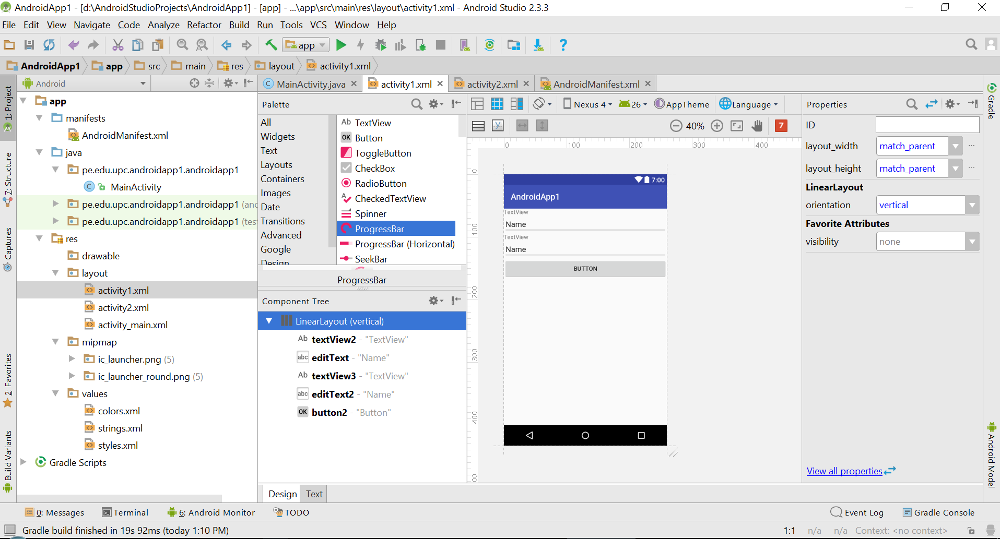 AndroidApp1 - [d:\AndroidStudioProjects\AndroidApp1] - [app] - ...\app\src\main\res\layout\activity1.xml - Android Studio 2.3.3
File Edit View Navigate Code Analyze Refactor Build Run Tools VCS Window Help
app
AndroidApp1 app src main res layout activity1.xml
1: Project
7: Structure
Captures
2: Favorites
Build Variants
Android
app
manifests
AndroidManifest.xml
java
pe.edu.upc.androidapp1.androidapp1
MainActivity
pe.edu.upc.androidapp1.androidapp1 (and
pe.edu.upc.androidapp1.androidapp1 (tes
res
drawable
layout
activity1.xml
activity2.xml
activity_main.xml
mipmap
ic_launcher.png (5)
ic_launcher_round.png (5)
values
colors.xml
strings.xml
styles.xml
Gradle Scripts
MainActivity.java activity1.xml activity2.xml AndroidManifest.xml
Palette
All
Widgets
Text
Layouts
Containers
Images
Date
Transitions
Advanced
Google
Design
Ab TextView
OK Button
ToggleButton
CheckBox
RadioButton
CheckedTextView
Spinner
ProgressBar
ProgressBar (Horizontal)
SeekBar
ProgressBar
Component Tree
LinearLayout (vertical)
Ab textView2 - "TextView"
abc editText - "Name"
Ab textView3 - "TextView"
abc editText2 - "Name"
OK button2 - "Button"
Nexus 4 26 AppTheme Language
40% 7
0 100 200 300 400
0
100
200
300
400
00
7:00
AndroidApp1
TextView
Name
TextView
Name
BUTTON
Properties
ID
layout_width match_parent ...
layout_height match_parent ...
LinearLayout
orientation vertical
Favorite Attributes
visibility none
View all properties
Gradle
Android Model
Design Text
0: Messages Terminal 6: Android Monitor TODO Event Log Gradle Console
Gradle build finished in 19s 92ms (today 1:10 PM) 1:1 n/a n/a Context: <no context>